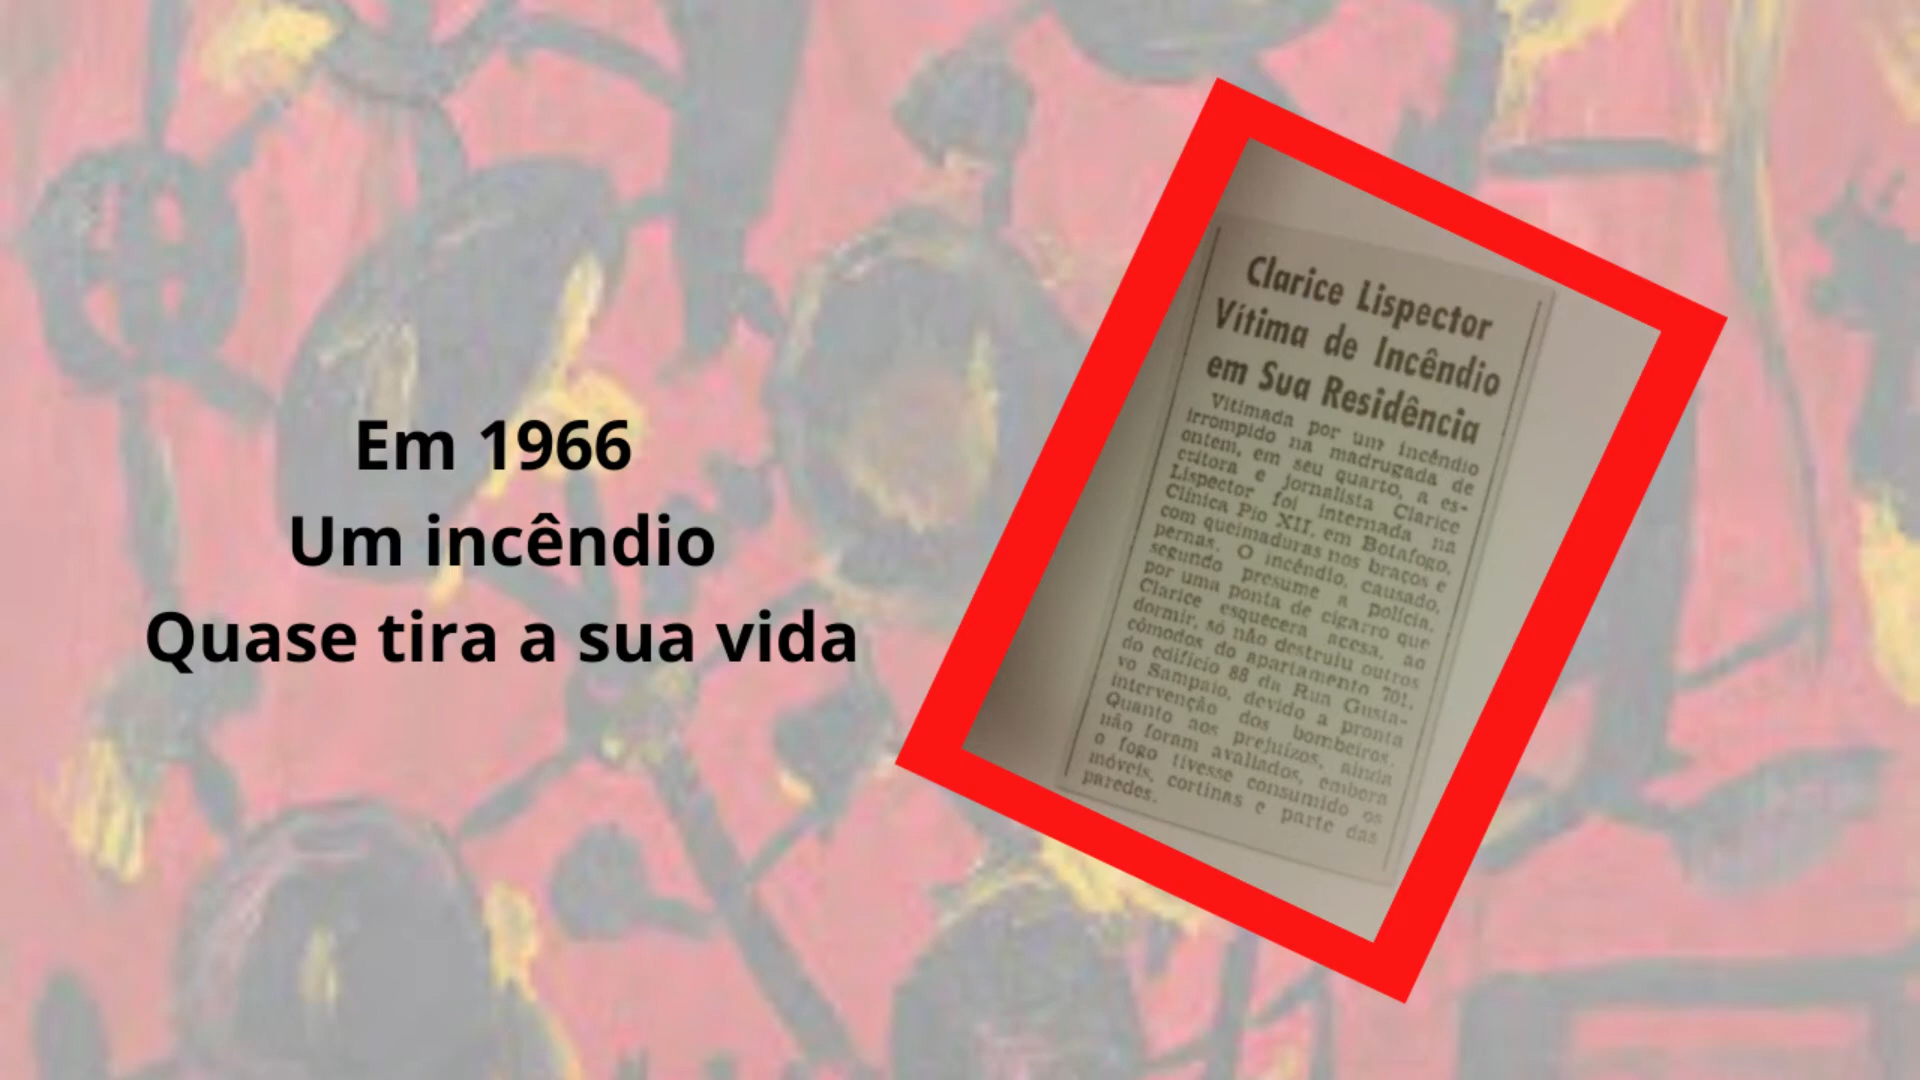 Em 1966
Um incêndio
Quase tira a sua vida
Clarice Lispector
Vítima de Incêndio
em Sua Residência
Vitimada por um incêndio
irrompido na madrugada de
ontem, em seu quarto, a es-
critora e jornalista Clarice
Lispector foi internada na
Clínica Pio XII, em Botafogo,
com queimaduras nos braços e
pernas. O incêndio, causado,
segundo presume a polícia,
por uma ponta de cigarro que
Clarice esquecera acesa, ao
dormir, só não destruiu outros
cômodos do apartamento 701,
do edifício 88 da Rua Gusta-
vo Sampaio, devido a pronta
intervenção dos bombeiros.
Quanto aos prejuízos, ainda
não foram avaliados, embora
o fogo tivesse consumido os
móveis, cortinas e parte das
paredes.